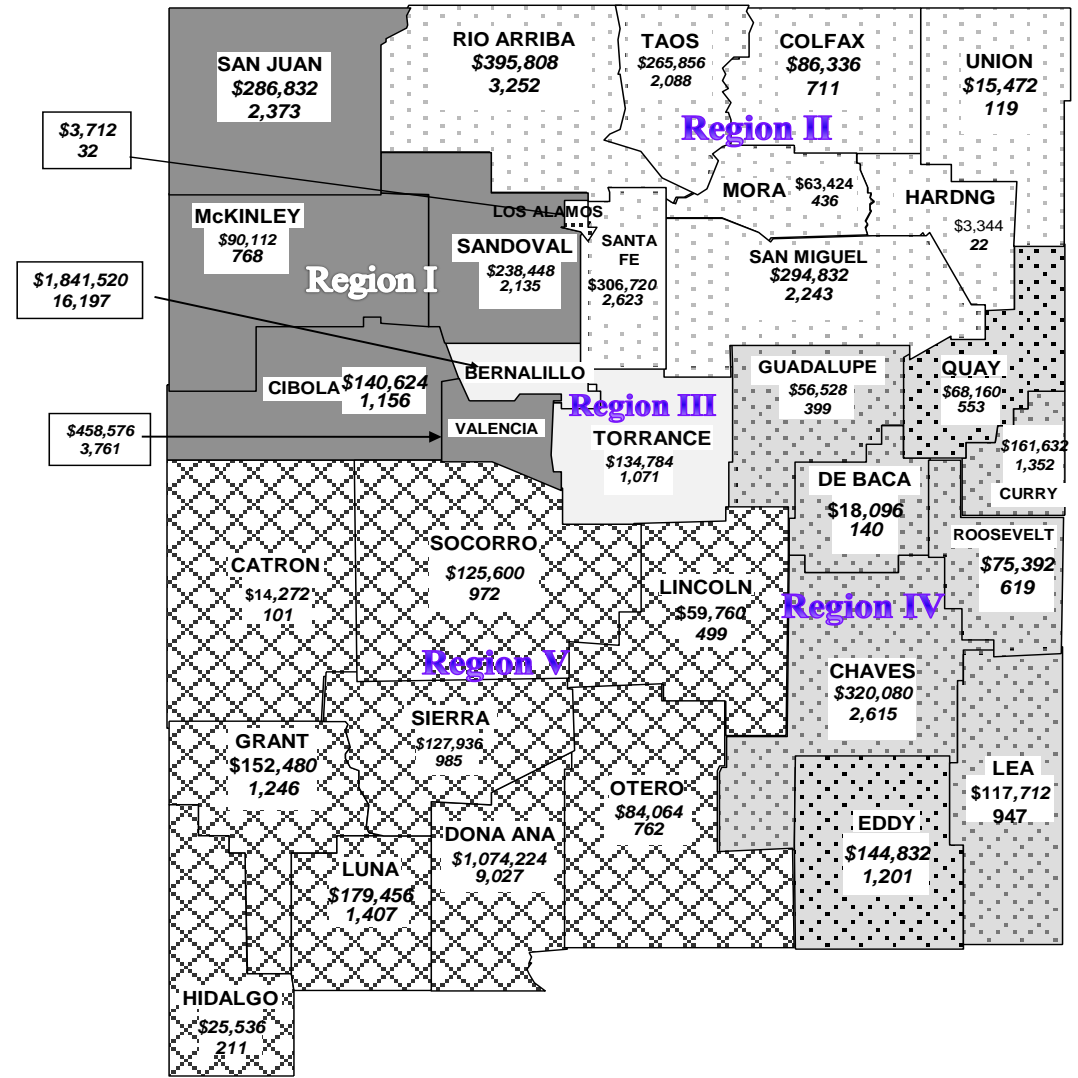 SAN JUAN
$286,832
2,373
RIO ARRIBA
$395,808
3,252
TAOS
$265,856
2,088
COLFAX
$86,336
711
UNION
$15,472
119
Region II
$3,712
32
McKINLEY
$90,112
768
LOS ALAMOS
SANDOVAL
$238,448
2,135
Region I
SANTA
FE
$306,720
2,623
MORA
$63,424
436
HARDNG
$3,344
22
SAN MIGUEL
$294,832
2,243
$1,841,520
16,197
BERNALILLO
CIBOLA
$140,624
1,156
GUADALUPE
$56,528
399
QUAY
$68,160
553
Region III
$458,576
3,761
VALENCIA
TORRANCE
$134,784
1,071
$161,632
1,352
CURRY
DE BACA
$18,096
140
ROOSEVELT
$75,392
619
CATRON
$14,272
101
SOCORRO
$125,600
972
LINCOLN
$59,760
499
Region IV
Region V
CHAVES
$320,080
2,615
SIERRA
$127,936
985
GRANT
$152,480
1,246
OTERO
$84,064
762
LEA
$117,712
947
EDDY
$144,832
1,201
DONA ANA
$1,074,224
9,027
LUNA
$179,456
1,407
HIDALGO
$25,536
211